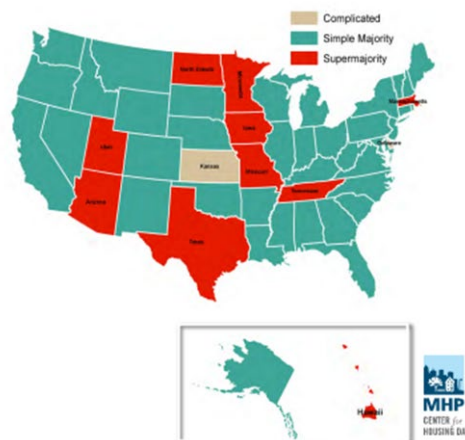 Complicated
Simple Majority
Supermajority
North Dakota
Minnesota
Massachusetts
Iowa
Delaware
Utah
Kansas
Missouri
Tennessee
Arizona
Texas
Hawaii
MHP
CENTER for
HOUSING DA